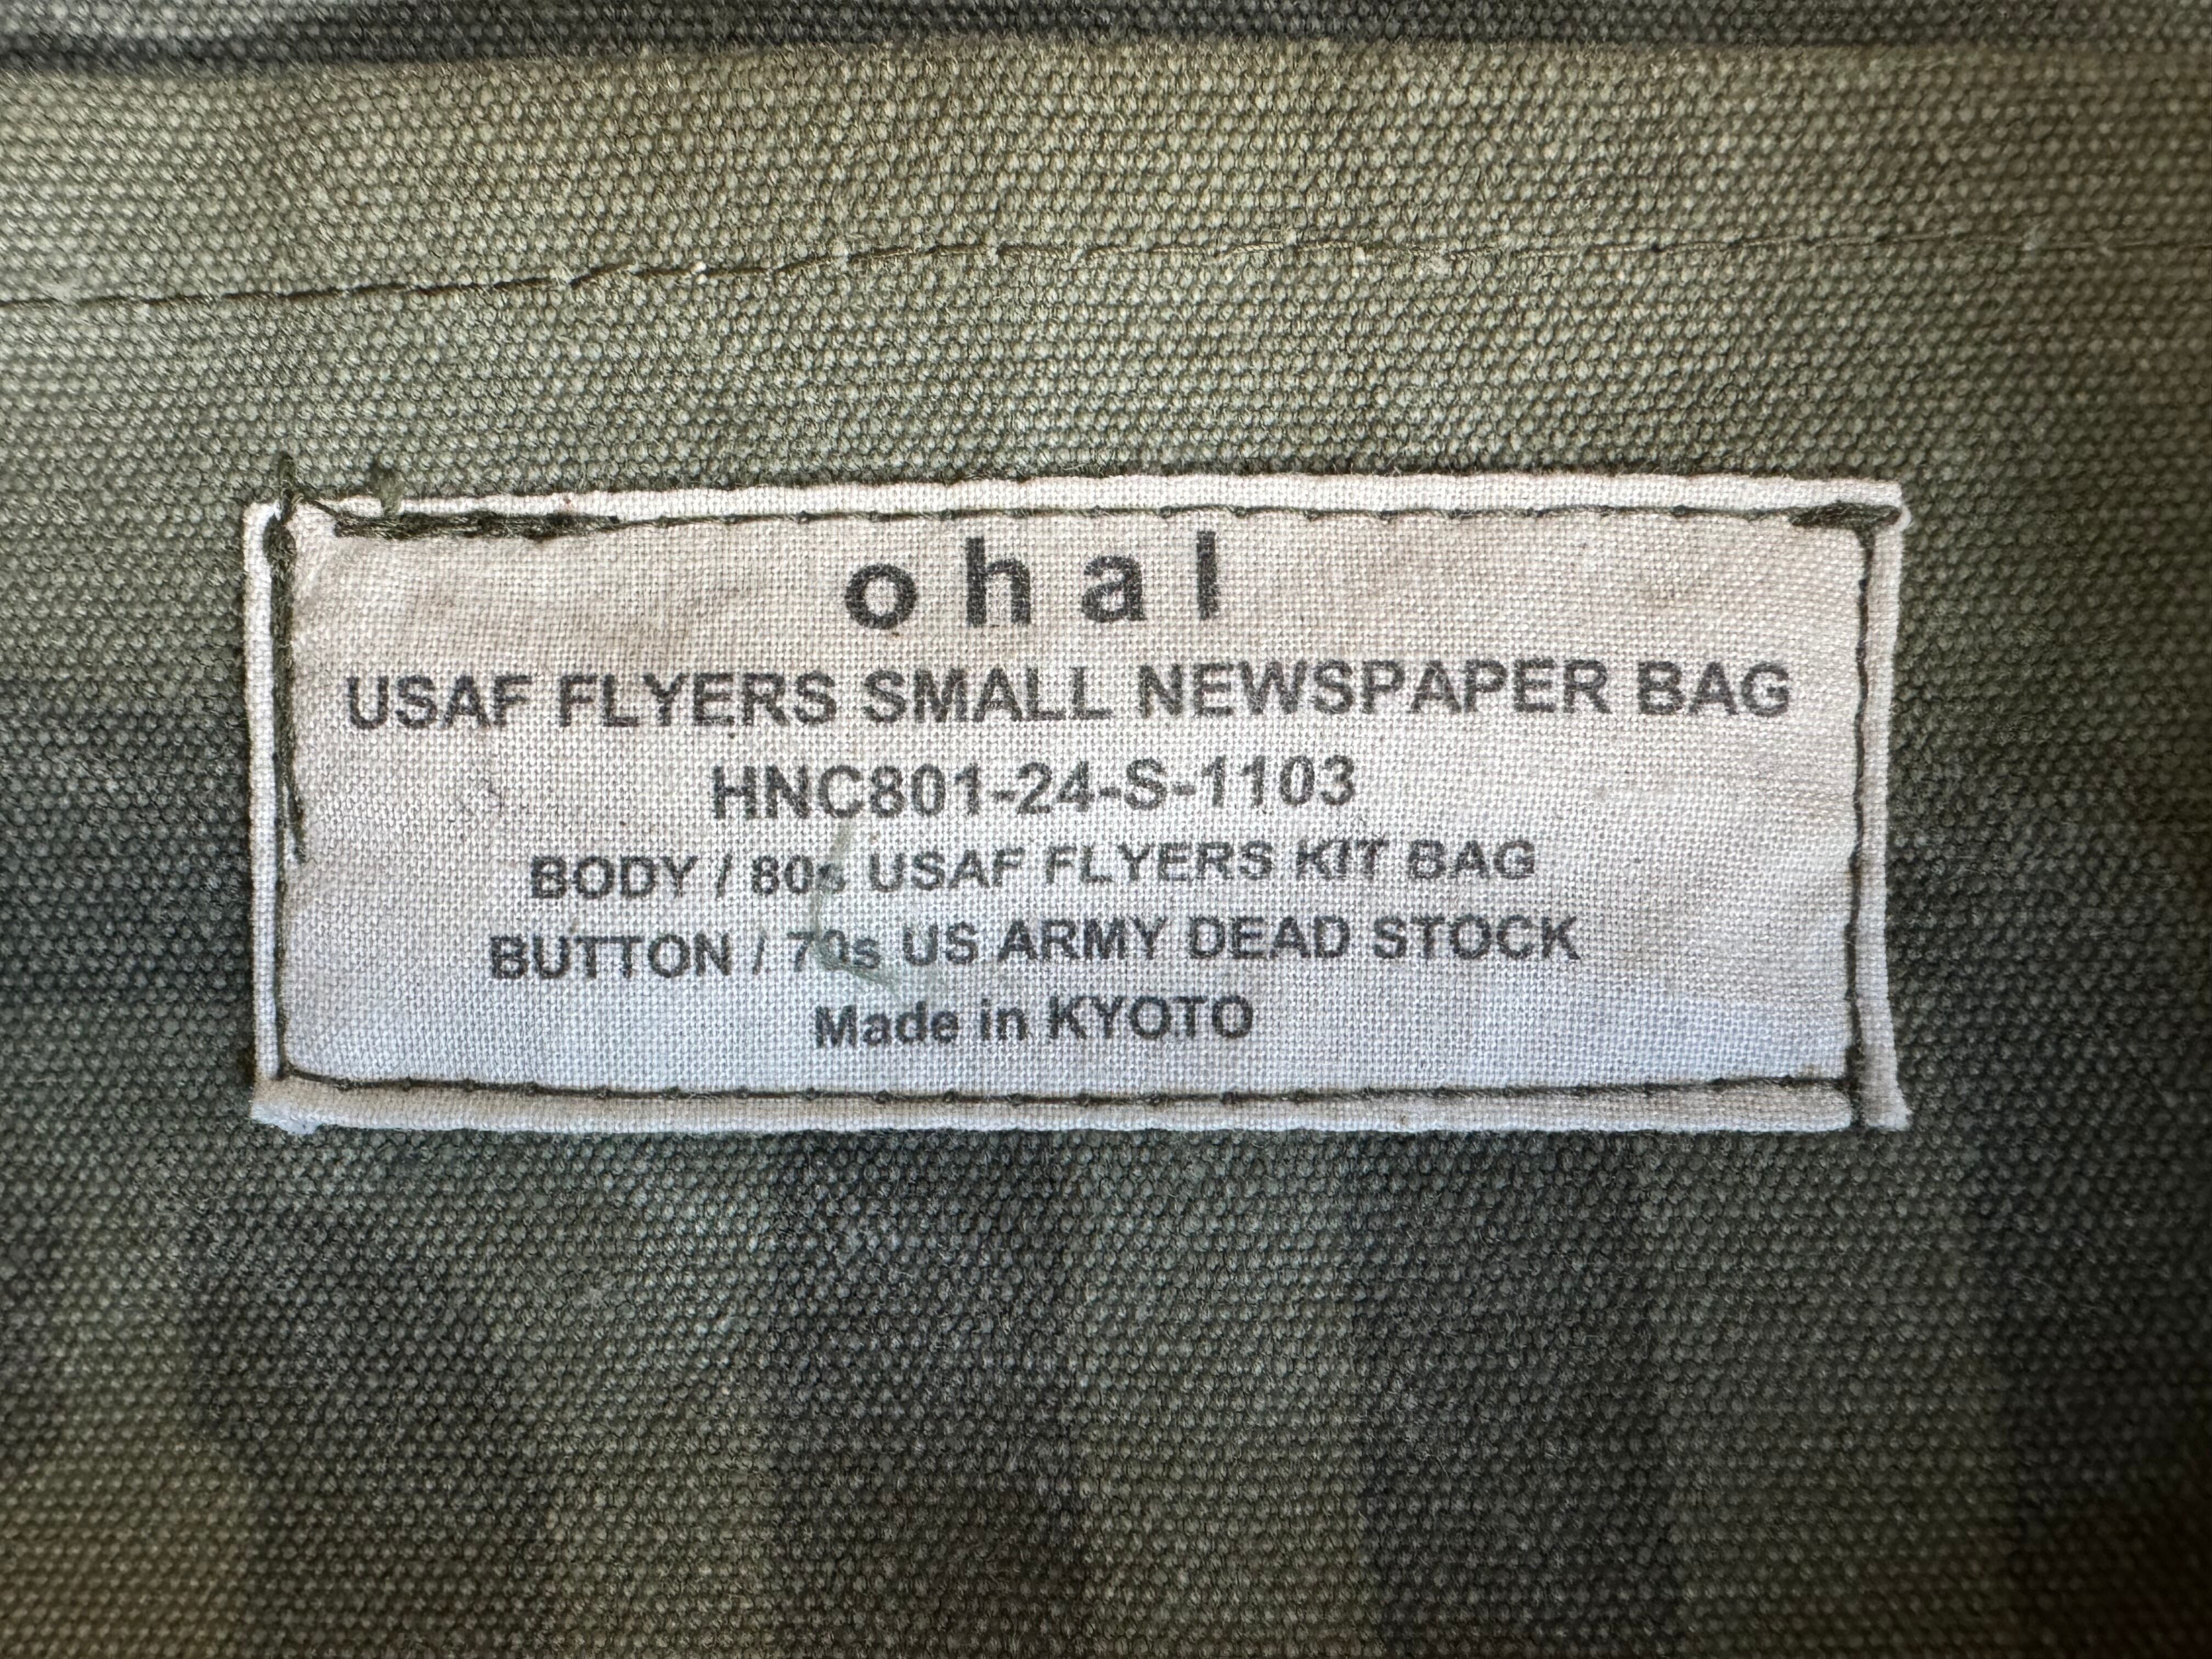 ohal
USAF FLYERS SMALL NEWSPAPER BAG
HNC801-24-S-1103
BODY / 80s USAF FLYERS KIT BAG
BUTTON / 70s US ARMY DEAD STOCK
Made in KYOTO